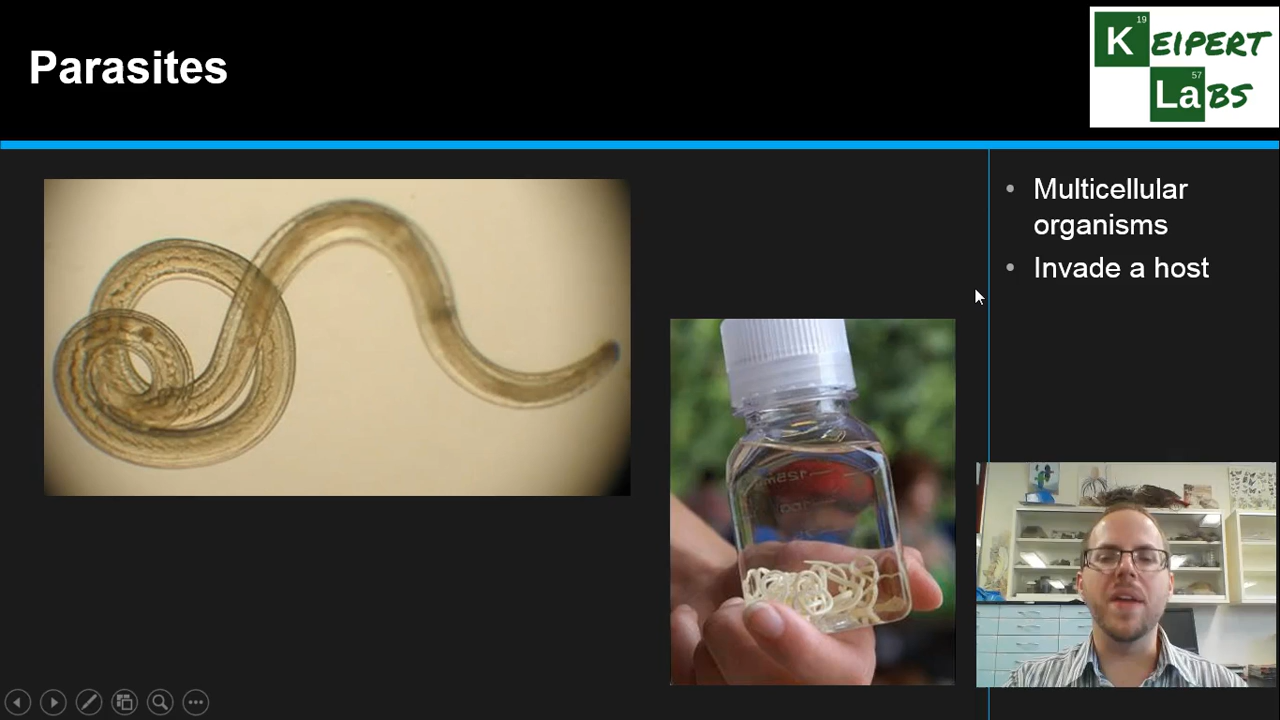 Parasites
19
K EIPERT
57
La BS
Multicellular
organisms
Invade a host